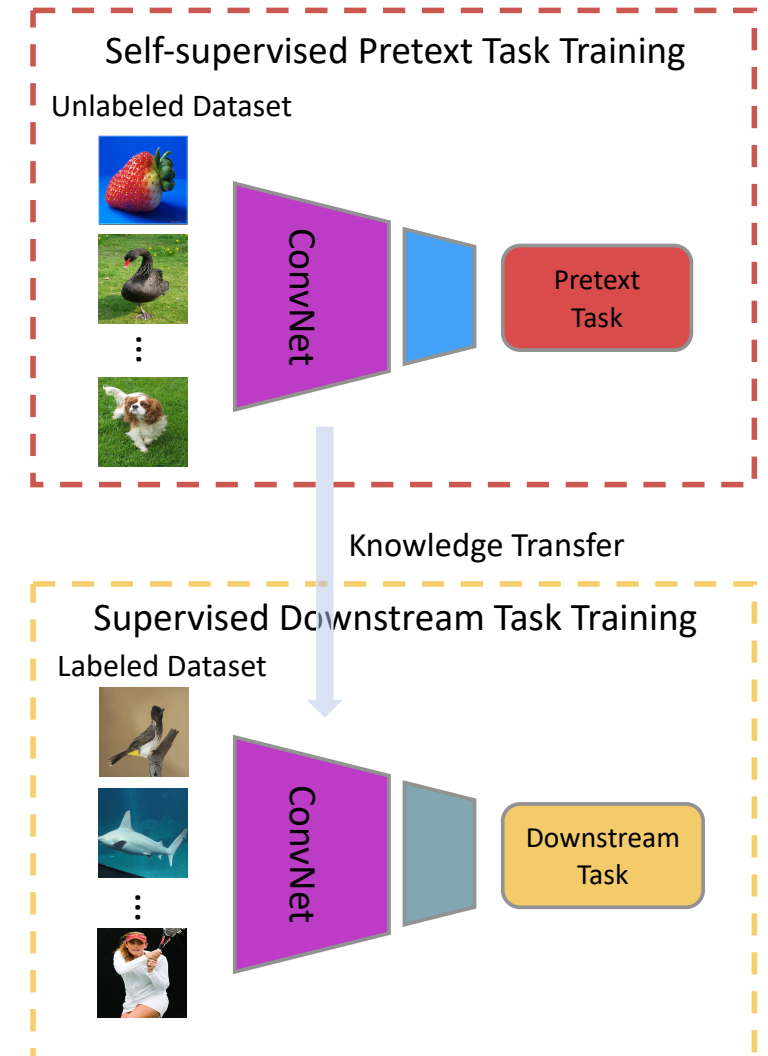 Self-supervised Pretext Task Training
Unlabeled Dataset
ConvNet
Pretext
Task
...
Knowledge Transfer
Supervised Downstream Task Training
Labeled Dataset
ConvNet
Downstream
Task
...